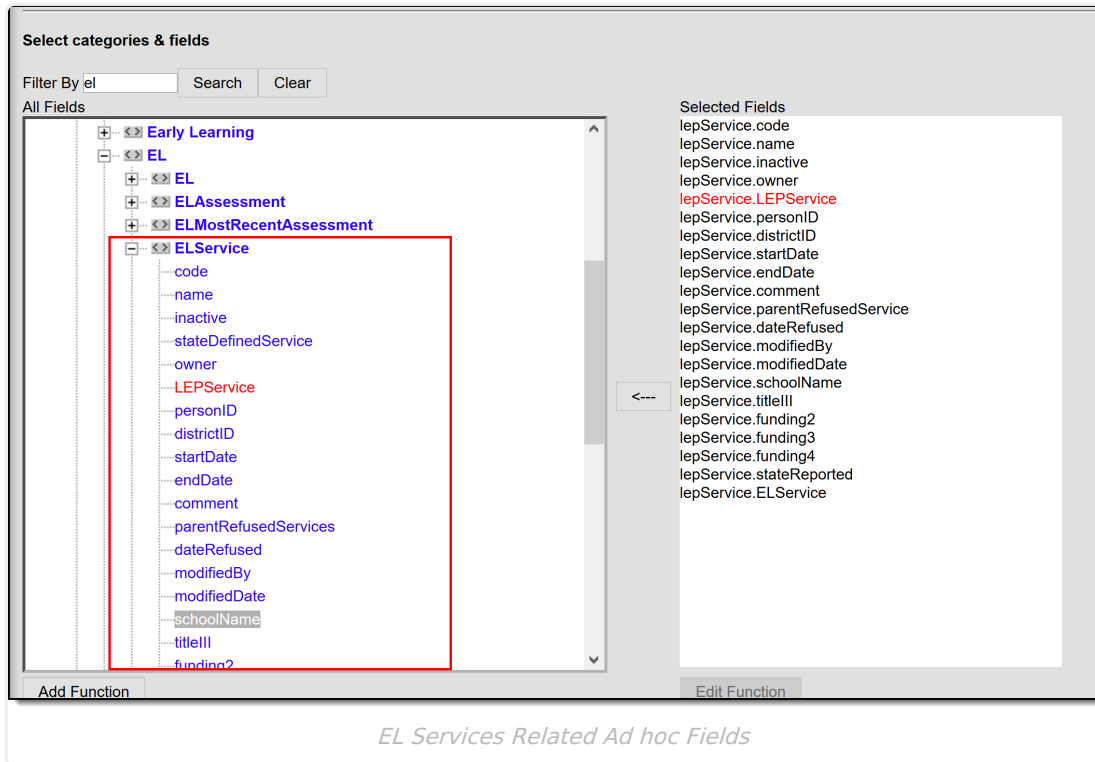 Select categories & fields
Filter By el Search Clear
All Fields
Early Learning
EL
EL
ELAssessment
ELMostRecentAssessment
ELService
code
name
inactive
stateDefinedService
owner
LEPService
personID
districtID
startDate
endDate
comment
parentRefusedServices
dateRefused
modifiedBy
modifiedDate
schoolName
titleIII
funding2
Add Function
<---
Selected Fields
lepService.code
lepService.name
lepService.inactive
lepService.owner
lepService.LEPService
lepService.personID
lepService.districtID
lepService.startDate
lepService.endDate
lepService.comment
lepService.parentRefusedService
lepService.dateRefused
lepService.modifiedBy
lepService.modifiedDate
lepService.schoolName
lepService.titleIII
lepService.funding2
lepService.funding3
lepService.funding4
lepService.stateReported
lepService.ELService
Edit Function
EL Services Related Ad hoc Fields